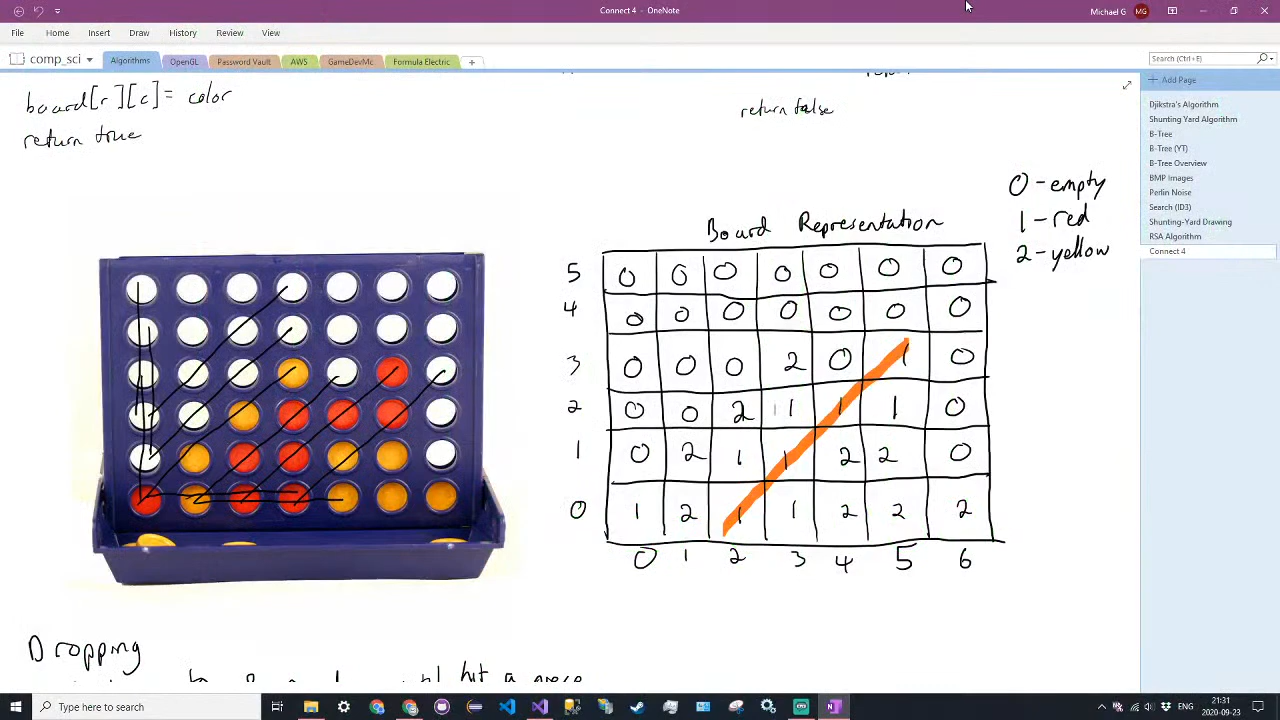 Connect 4 - OneNote
Michael G
MG
File Home Insert Draw History Review View
comp_sci
Algorithms OpenGL Password Vault AWS GameDevMc Formula Electric
Search (Ctrl+E)
Add Page
Djikstra's Algorithm
Shunting Yard Algorithm
B-Tree
B-Tree (YT)
B-Tree Overview
BMP Images
Perlin Noise
Search (ID3)
Shunting-Yard Drawing
RSA Algorithm
Connect 4
board[r][c] = color
return true
return false
0 - empty
1 - red
2 - yellow
Board Representation
5 0 0 0 0 0 0 0
4 0 0 0 0 0 0 0
3 0 0 0 2 0 1 0
2 0 0 2 1 1 1 0
1 0 2 1 1 2 2 0
0 1 2 1 1 2 2 2
0 1 2 3 4 5 6
Dropping
hit a piece
Type here to search
ENG
21:31
2020-09-23